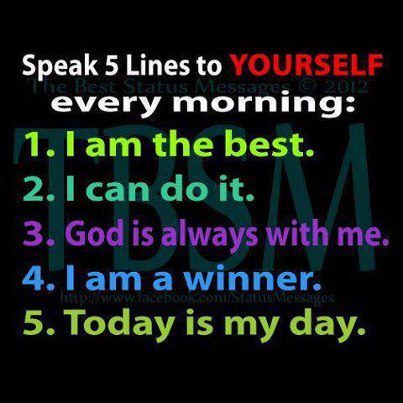 Speak 5 Lines to YOURSELF
The Best Status Messages © 2012
every morning:
1. I am the best.
2. I can do it.
TBSM
3. God is always with me.
4. I am a winner.
http://www.facebook.com/StatusMessages
5. Today is my day.